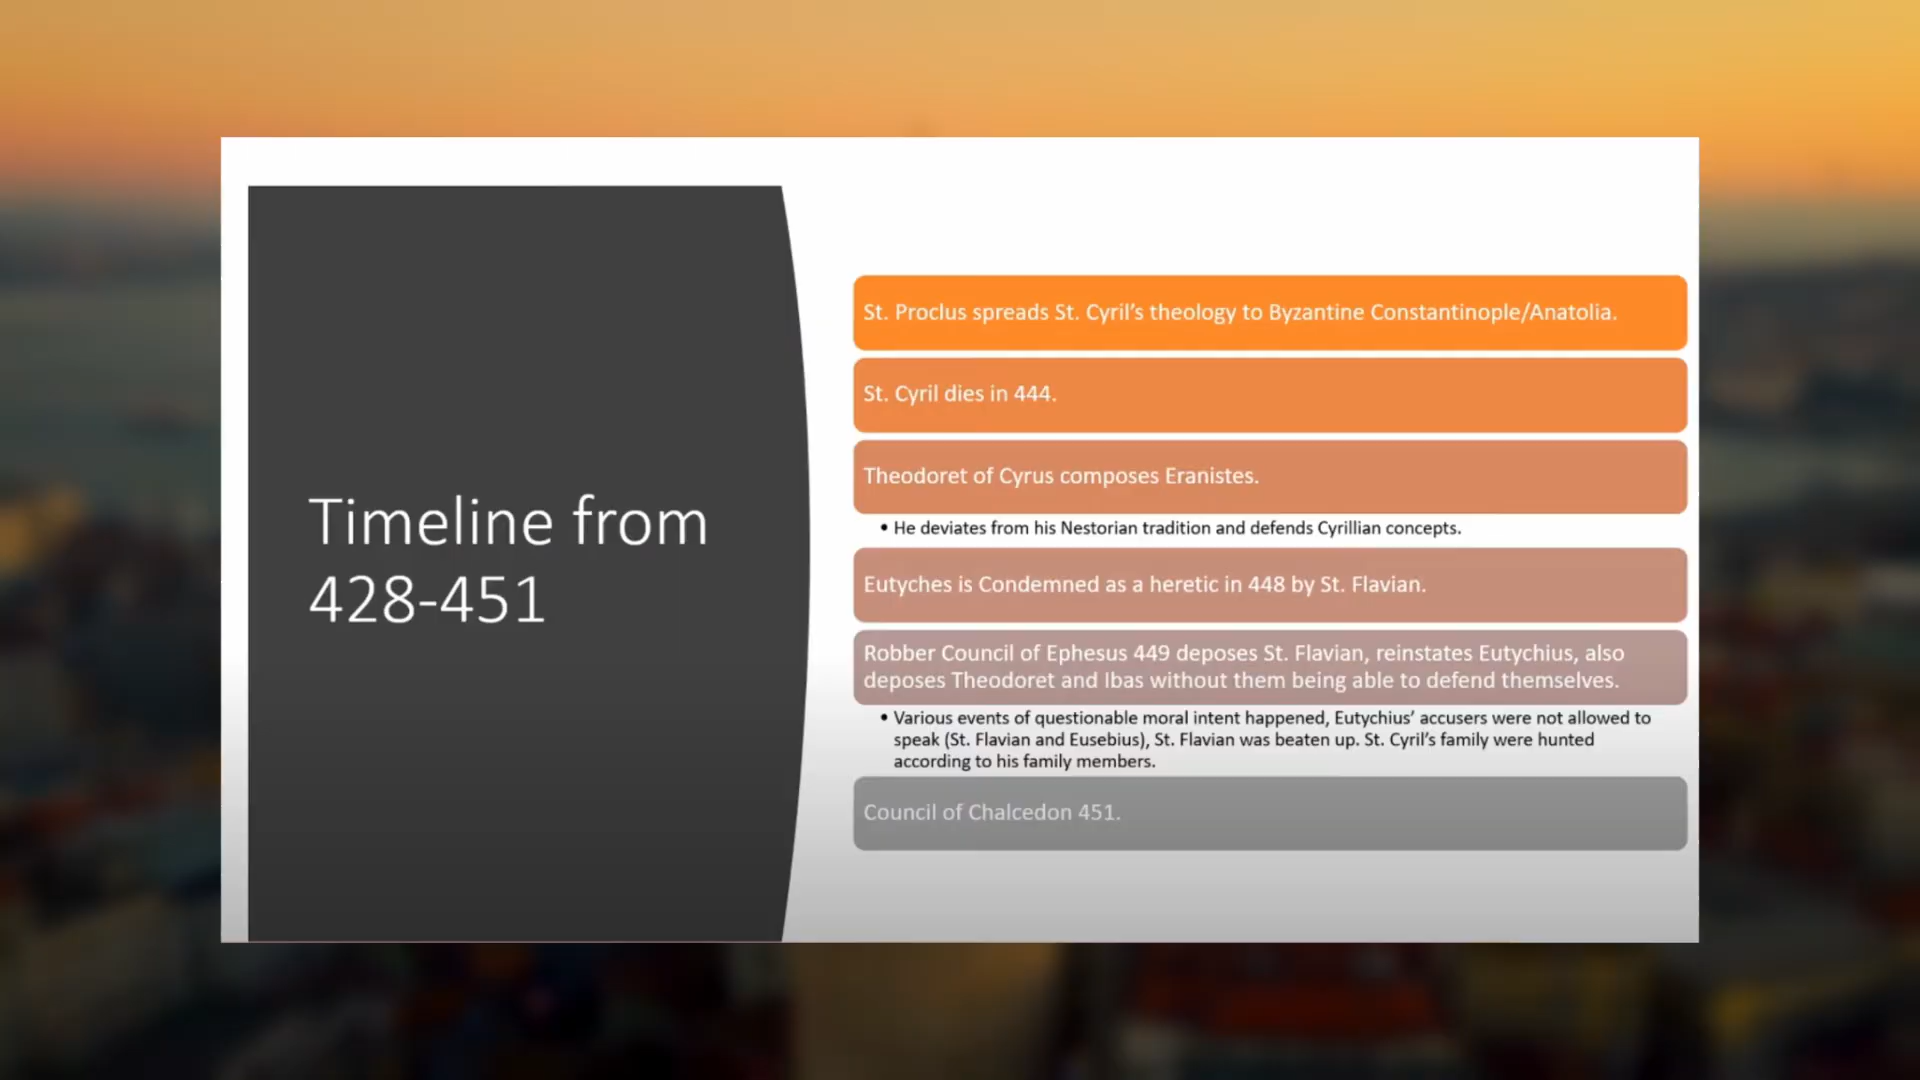 Timeline from
428-451
St. Proclus spreads St. Cyril's theology to Byzantine Constantinople/Anatolia.
St. Cyril dies in 444.
Theodoret of Cyrus composes Eranistes.
• He deviates from his Nestorian tradition and defends Cyrillian concepts.
Eutyches is Condemned as a heretic in 448 by St. Flavian.
Robber Council of Ephesus 449 deposes St. Flavian, reinstates Eutychius, also
deposes Theodoret and Ibas without them being able to defend themselves.
• Various events of questionable moral intent happened, Eutychius' accusers were not allowed to
speak (St. Flavian and Eusebius), St. Flavian was beaten up. St. Cyril's family were hunted
according to his family members.
Council of Chalcedon 451.